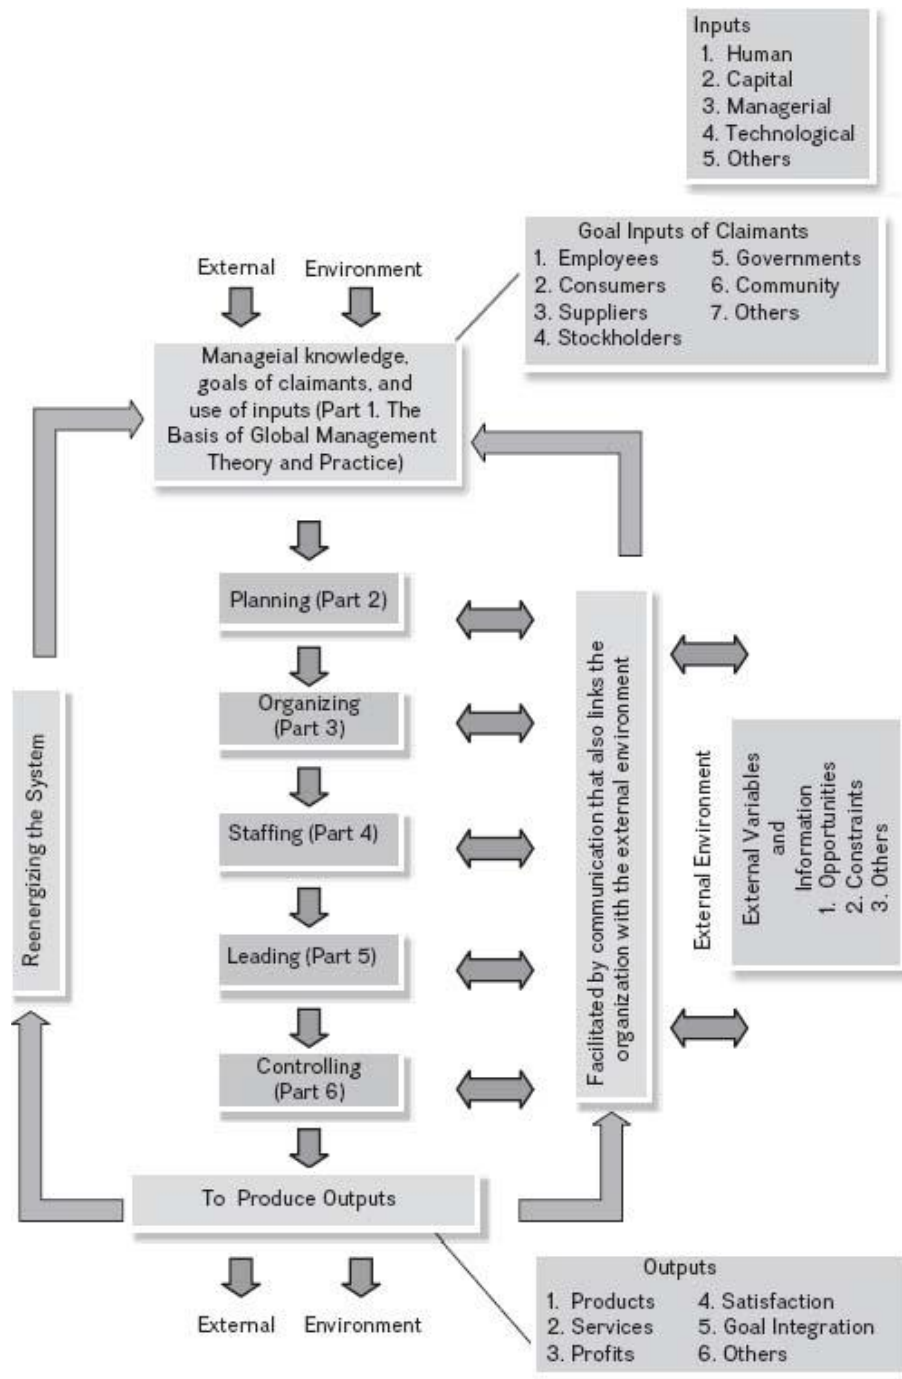 Inputs
1. Human
2. Capital
3. Managerial
4. Technological
5. Others
Goal Inputs of Claimants
1. Employees
2. Consumers
3. Suppliers
4. Stockholders
5. Governments
6. Community
7. Others
External Environment
Manageial knowledge,
goals of claimants, and
use of inputs (Part 1. The
Basis of Global Management
Theory and Practice)
Planning (Part 2)
Organizing
(Part 3)
Staffing (Part 4)
Leading (Part 5)
Controlling
(Part 6)
Reenergizing the System
Facilitated by communication that also links the
organization with the external environment
External Environment
External Variables
and
Information
1. Opportunities
2. Constraints
3. Others
To Produce Outputs
External Environment
Outputs
1. Products
2. Services
3. Profits
4. Satisfaction
5. Goal Integration
6. Others